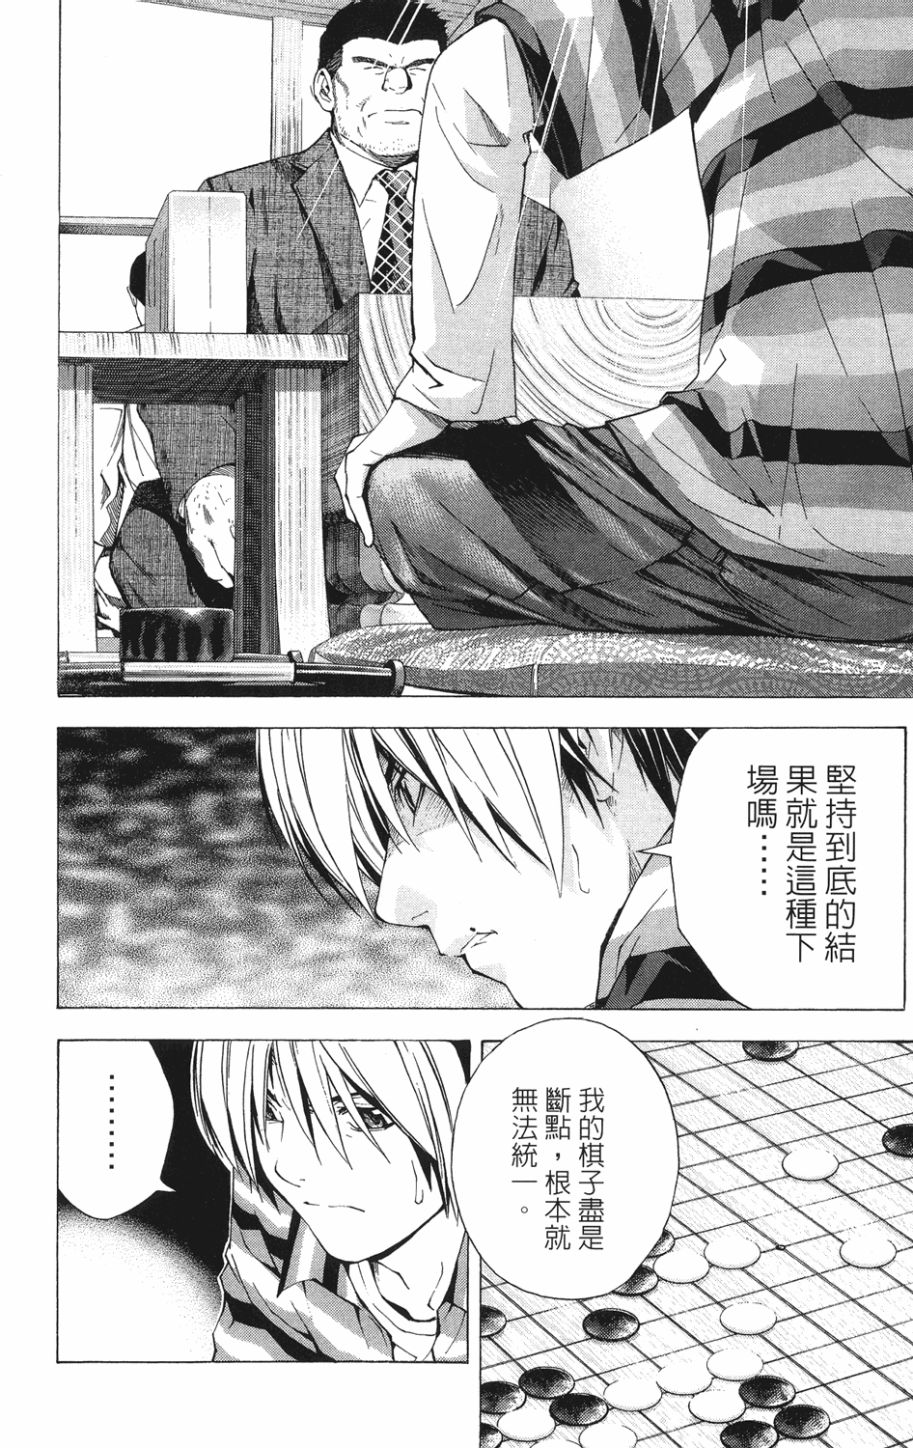 堅持到底的結
果就是這種下
場嗎……
我的棋子盡是
斷點，根本就
無法統一。
………